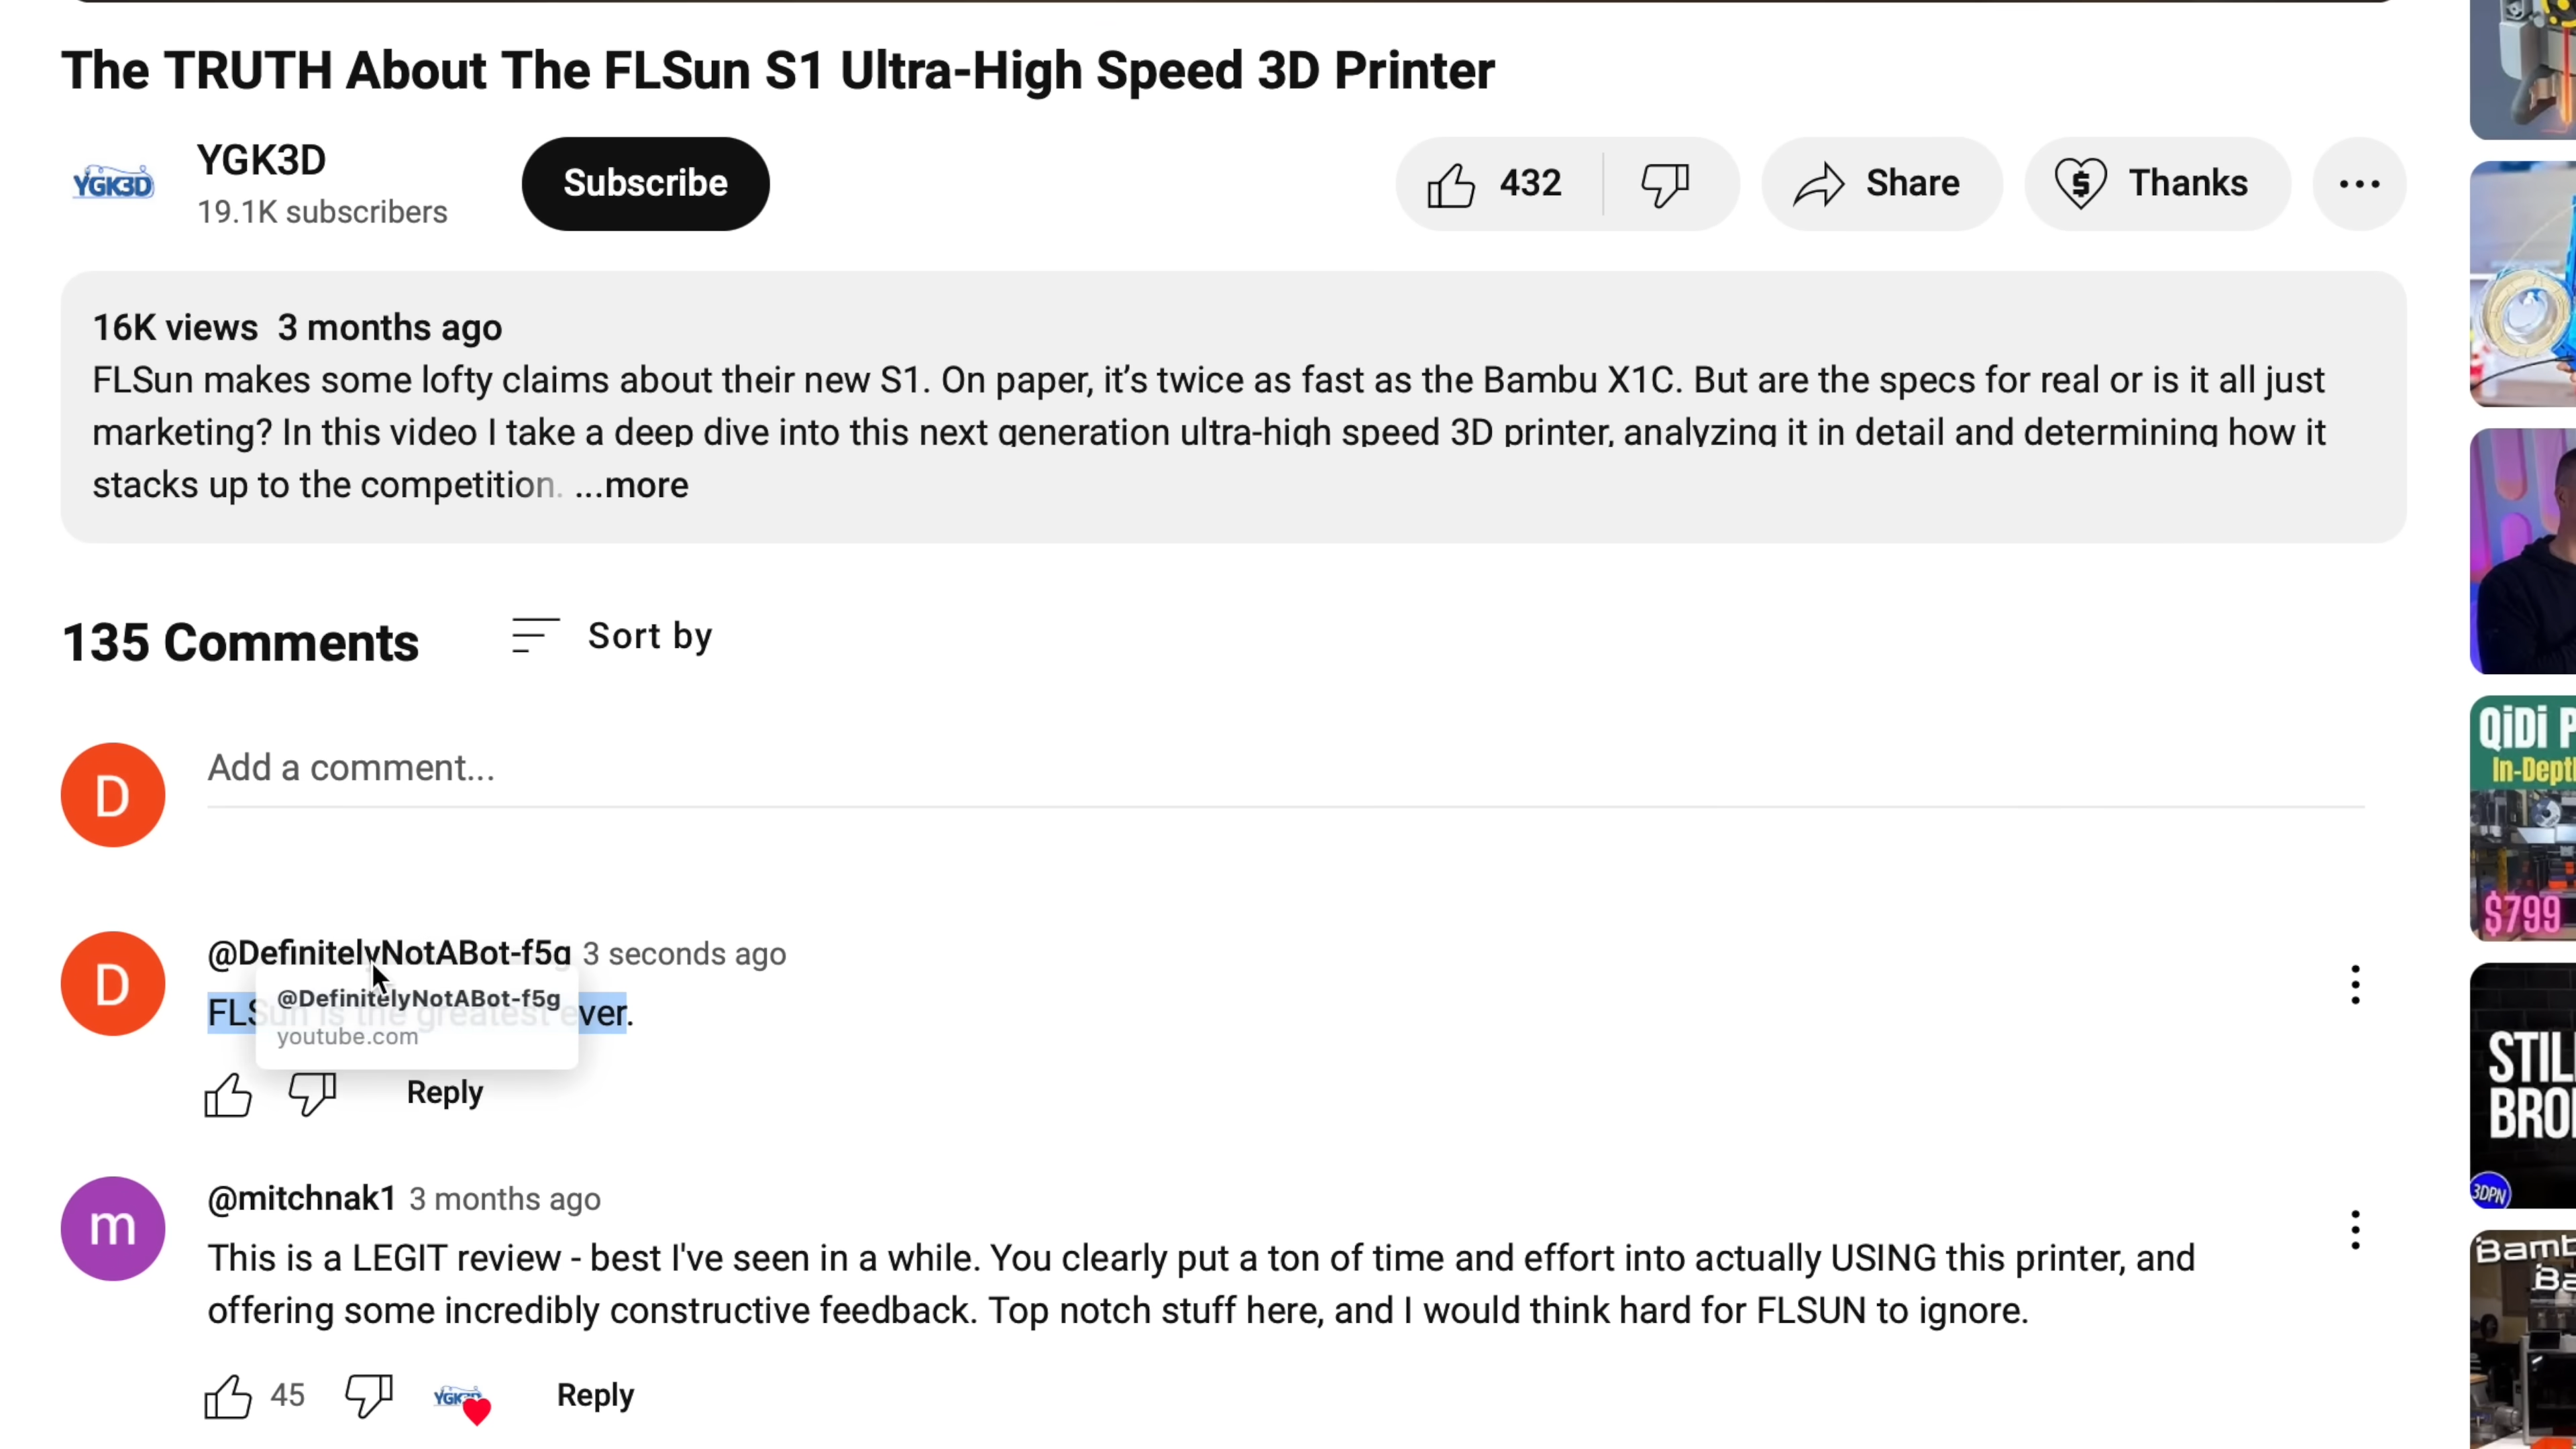 The TRUTH About The FLSun S1 Ultra-High Speed 3D Printer
YGK3D
YGK3D
19.1K subscribers
Subscribe
432
Share
Thanks
16K views 3 months ago
FLSun makes some lofty claims about their new S1. On paper, it’s twice as fast as the Bambu X1C. But are the specs for real or is it all just
marketing? In this video I take a deep dive into this next generation ultra-high speed 3D printer, analyzing it in detail and determining how it
stacks up to the competition. ...more
135 Comments
Sort by
D
Add a comment...
D
@DefinitelyNotABot-f5g 3 seconds ago
FLSun is the greatest ever.
@DefinitelyNotABot-f5g
youtube.com
Reply
m
@mitchnak1 3 months ago
This is a LEGIT review - best I've seen in a while. You clearly put a ton of time and effort into actually USING this printer, and
offering some incredibly constructive feedback. Top notch stuff here, and I would think hard for FLSUN to ignore.
45
Reply
QiDi P
In-Dept
$799
STIL
BRO
3DPN
Bamb
Ba